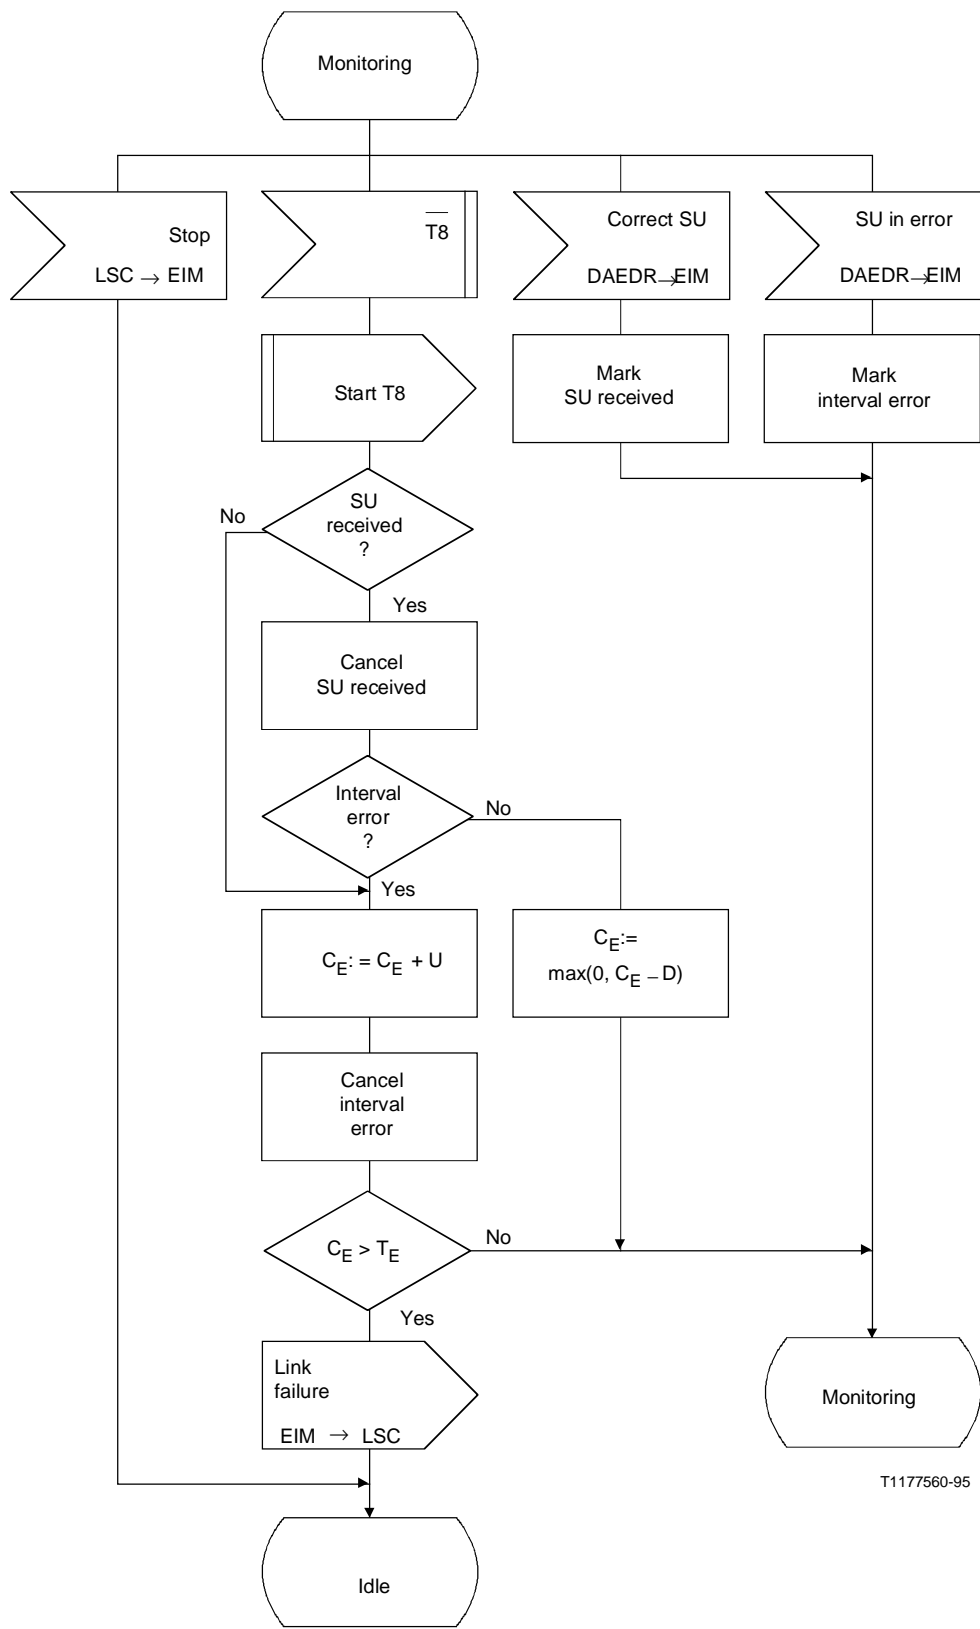 Monitoring
Stop
LSC → EIM
T8
Correct SU
DAEDR→EIM
SU in error
DAEDR→EIM
Start T8
Mark
SU received
Mark
interval error
SU
received
?
No
Yes
Cancel
SU received
Interval
error
?
No
Yes
CE: = CE + U
CE:=
max(0, CE – D)
Cancel
interval
error
CE > TE
No
Yes
Link
failure
EIM → LSC
Monitoring
T1177560-95
Idle